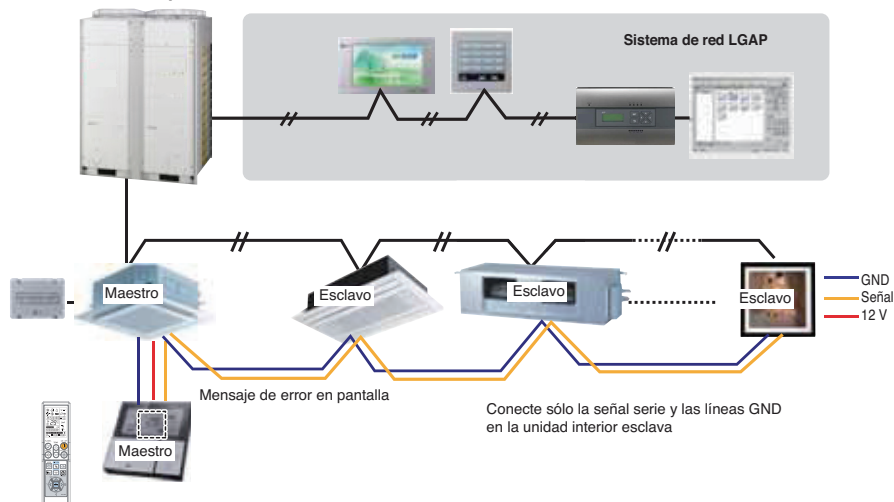 Sistema de red LGAP
Maestro
Esclavo
Esclavo
Esclavo
GND
Señal
12 V
Mensaje de error en pantalla
Conecte sólo la señal serie y las líneas GND
en la unidad interior esclava
Maestro